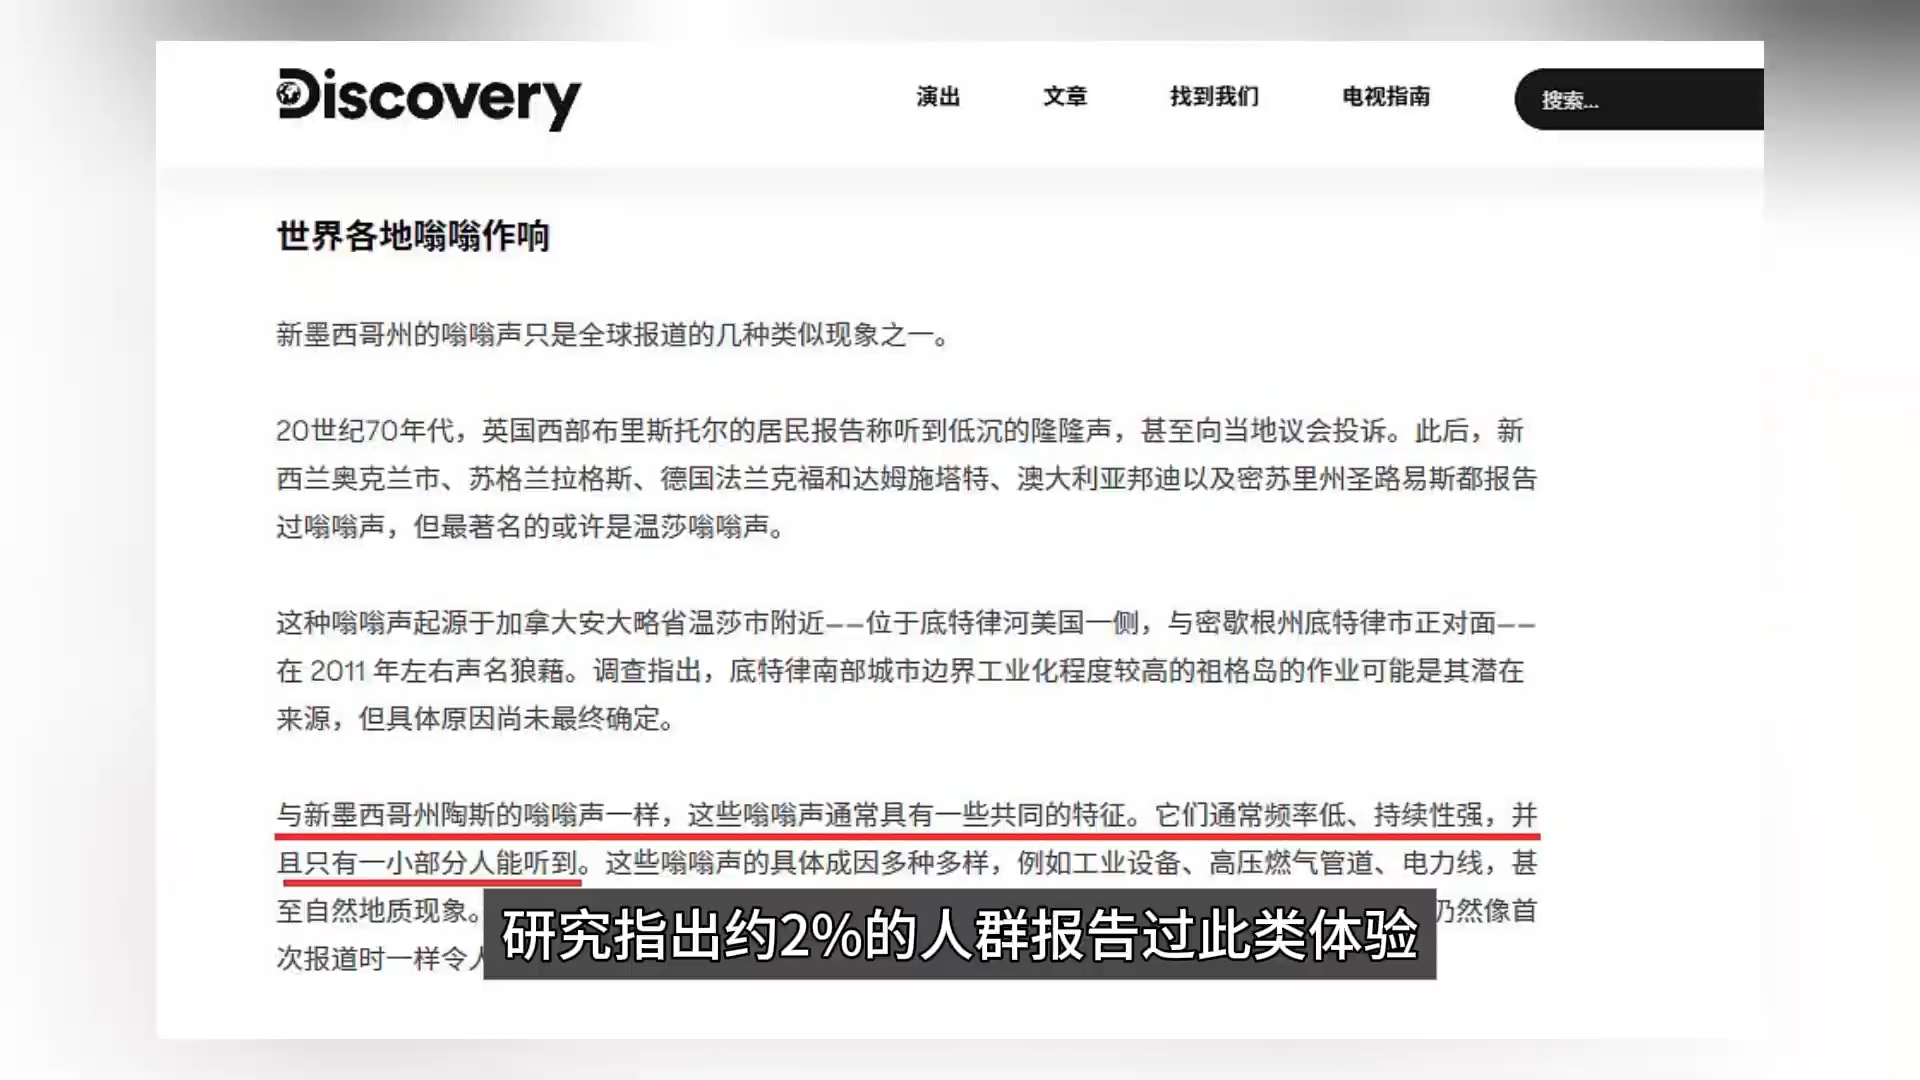 Discovery
演出
文章
找到我们
电视指南
搜索...
世界各地嗡嗡作响
新墨西哥州的嗡嗡声只是全球报道的几种类似现象之一。
20世纪70年代，英国西部布里斯托尔的居民报告称听到低沉的隆隆声，甚至向当地议会投诉。此后，新
西兰奥克兰市、苏格兰拉格斯、德国法兰克福和达姆施塔特、澳大利亚邦迪以及密苏里州圣路易斯都报告
过嗡嗡声，但最著名的或许是温莎嗡嗡声。
这种嗡嗡声起源于加拿大安大略省温莎市附近——位于底特律河美国一侧，与密歇根州底特律市正对面——
在 2011 年左右声名狼藉。调查指出，底特律南部城市边界工业化程度较高的祖格岛的作业可能是其潜在
来源，但具体原因尚未最终确定。
与新墨西哥州陶斯的嗡嗡声一样，这些嗡嗡声通常具有一些共同的特征。它们通常频率低、持续性强，并
且只有一小部分人能听到。这些嗡嗡声的具体成因多种多样，例如工业设备、高压燃气管道、电力线，甚
至自然地质现象。
仍然像首
次报道时一样令人
研究指出约2%的人群报告过此类体验